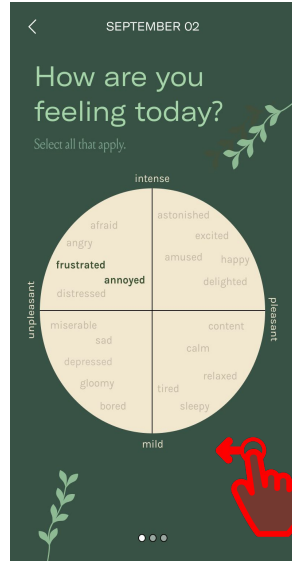 SEPTEMBER 02
How are you
feeling today?
Select all that apply.
intense
astonished
afraid
excited
angry
amused
happy
frustrated
annoyed
delighted
distressed
unpleasant
pleasant
miserable
content
sad
calm
depressed
relaxed
gloomy
tired
bored
sleepy
mild